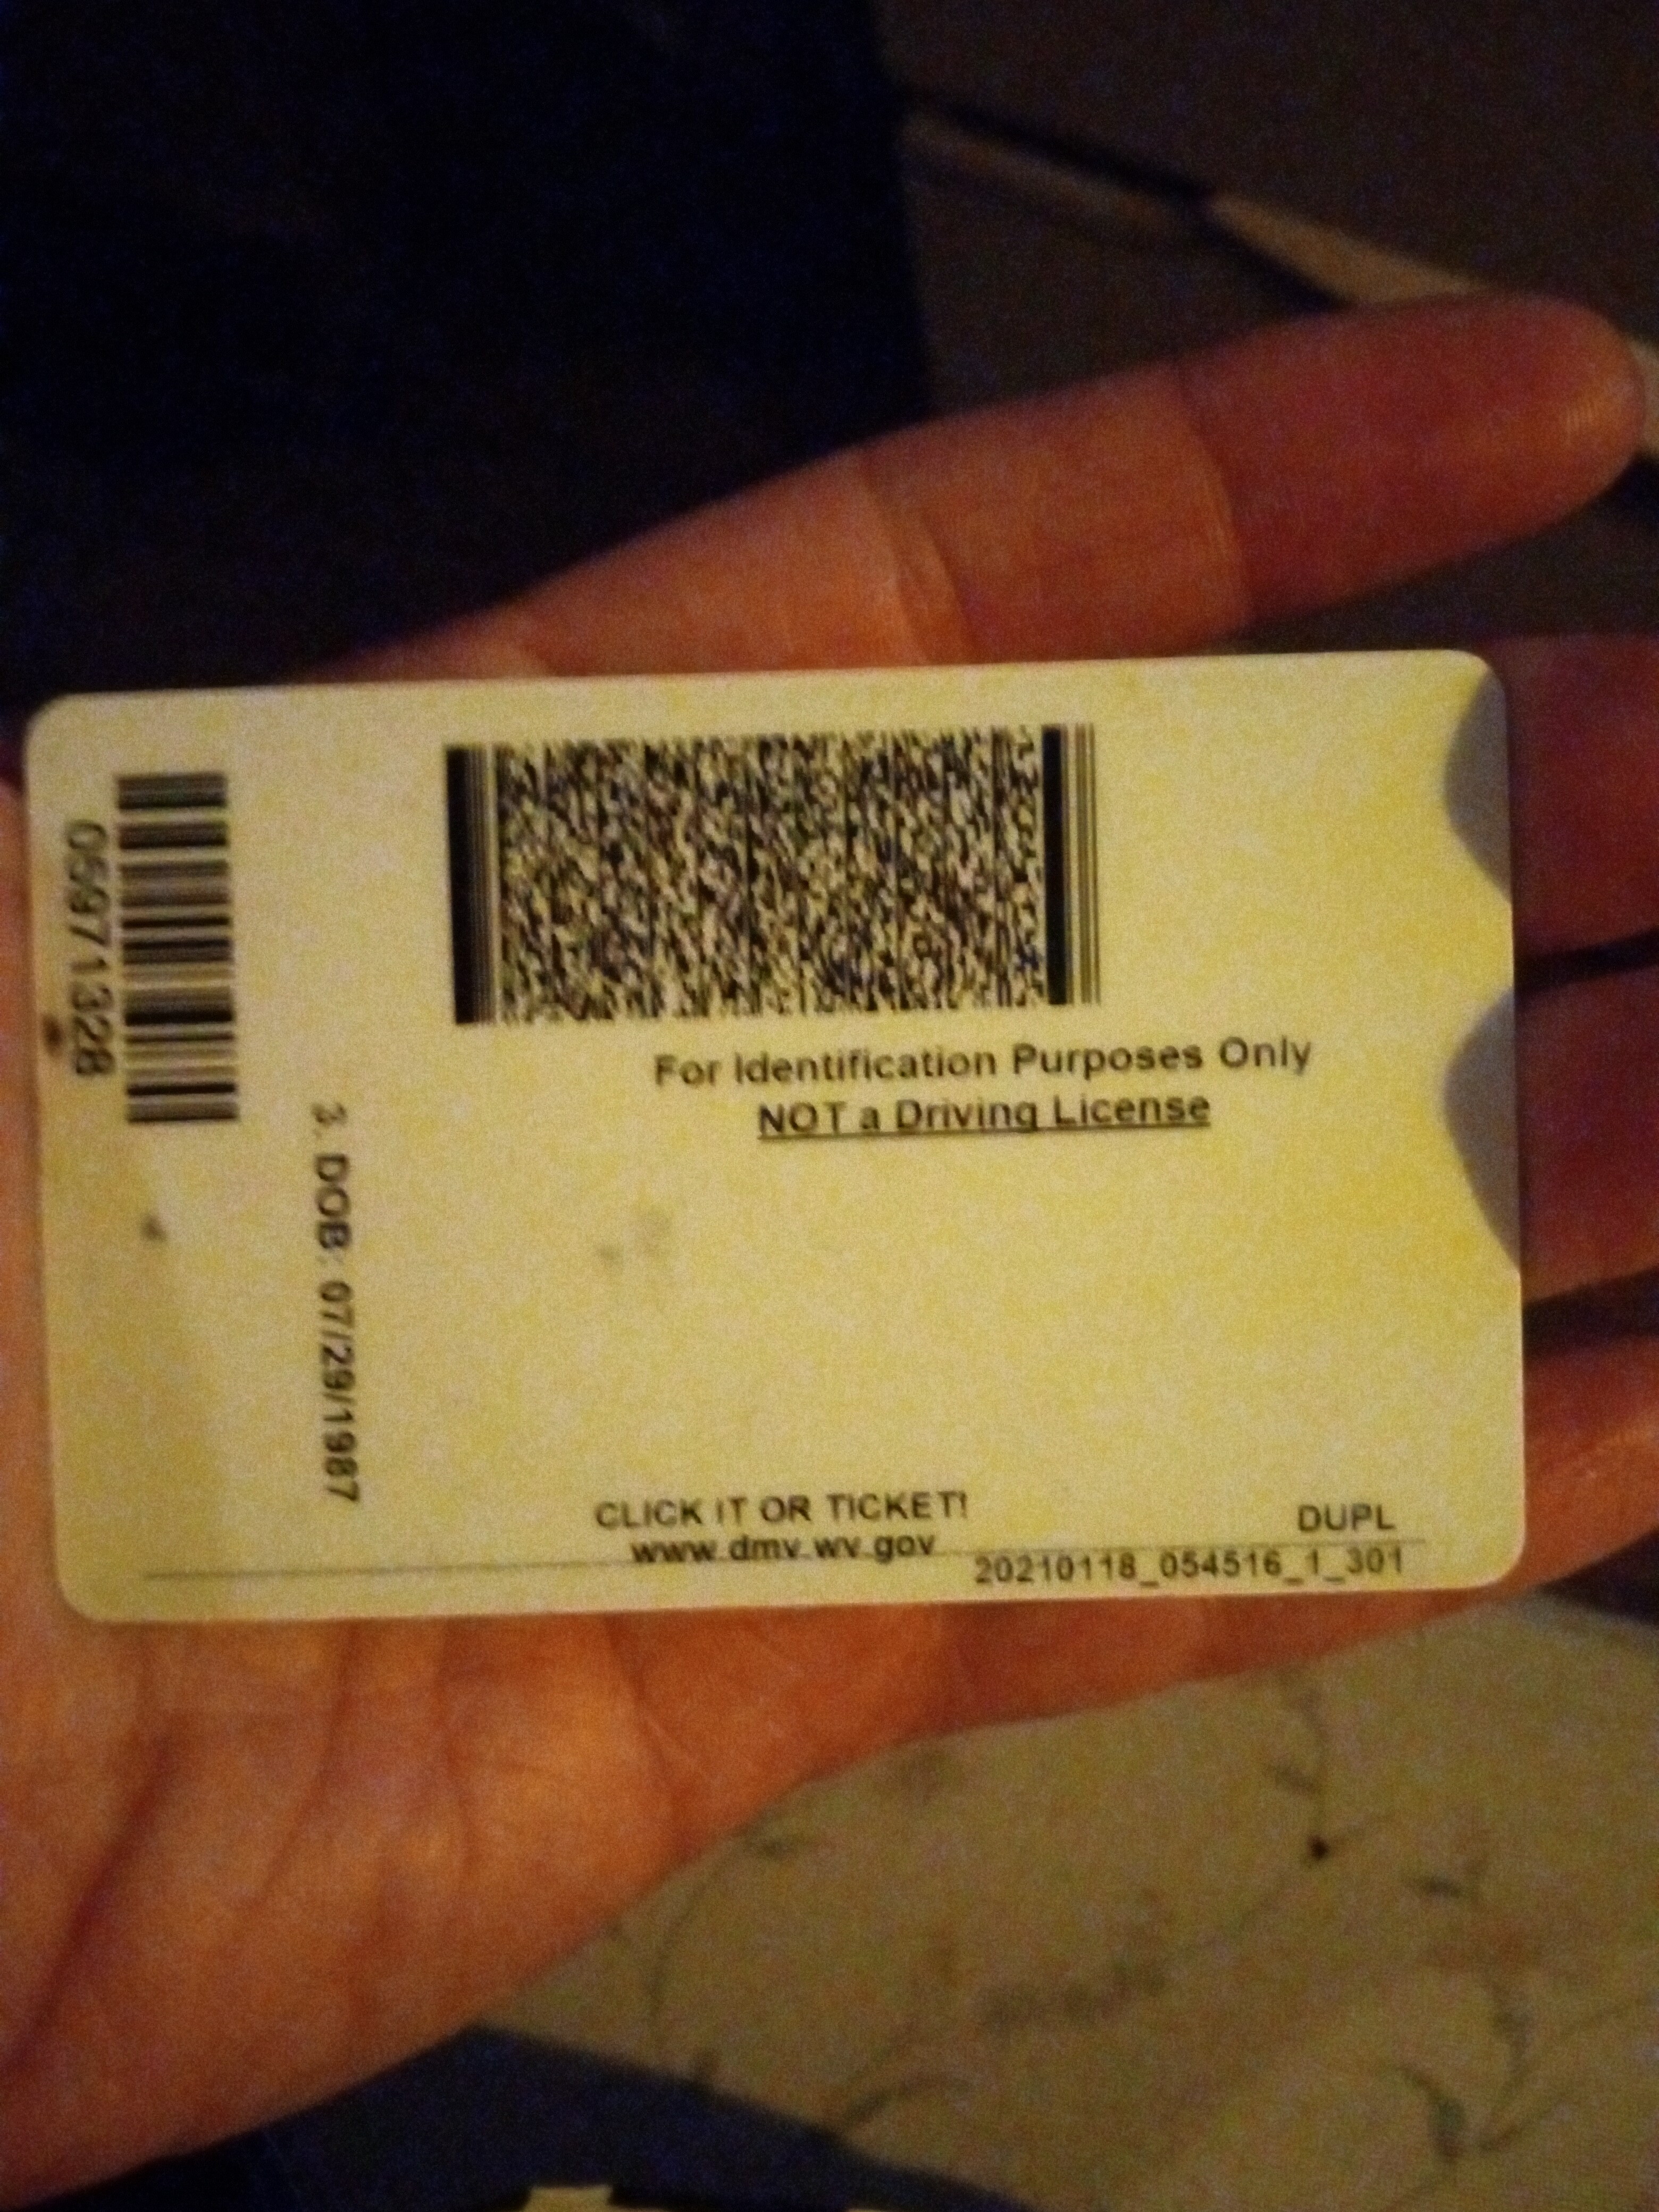 05971328
3. DOB: 07/29/1987
For Identification Purposes Only
NOT a Driving License
CLICK IT OR TICKET!
www.dmv.wv.gov
DUPL
20210118_054516_1_301